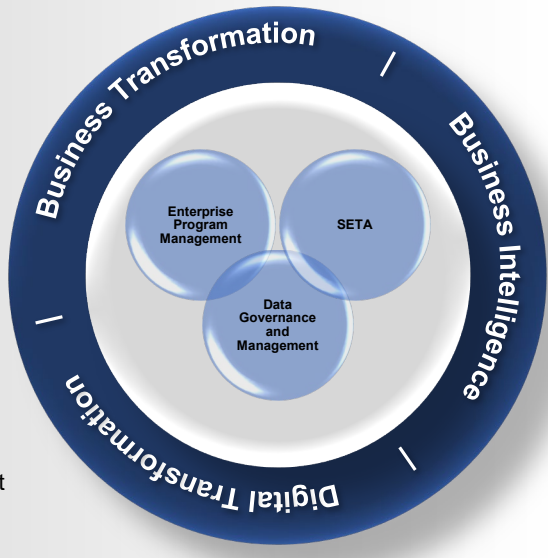 Business Transformation
Business Intelligence
Digital Transformation
Enterprise
Program
Management
SETA
Data
Governance
and
Management
t